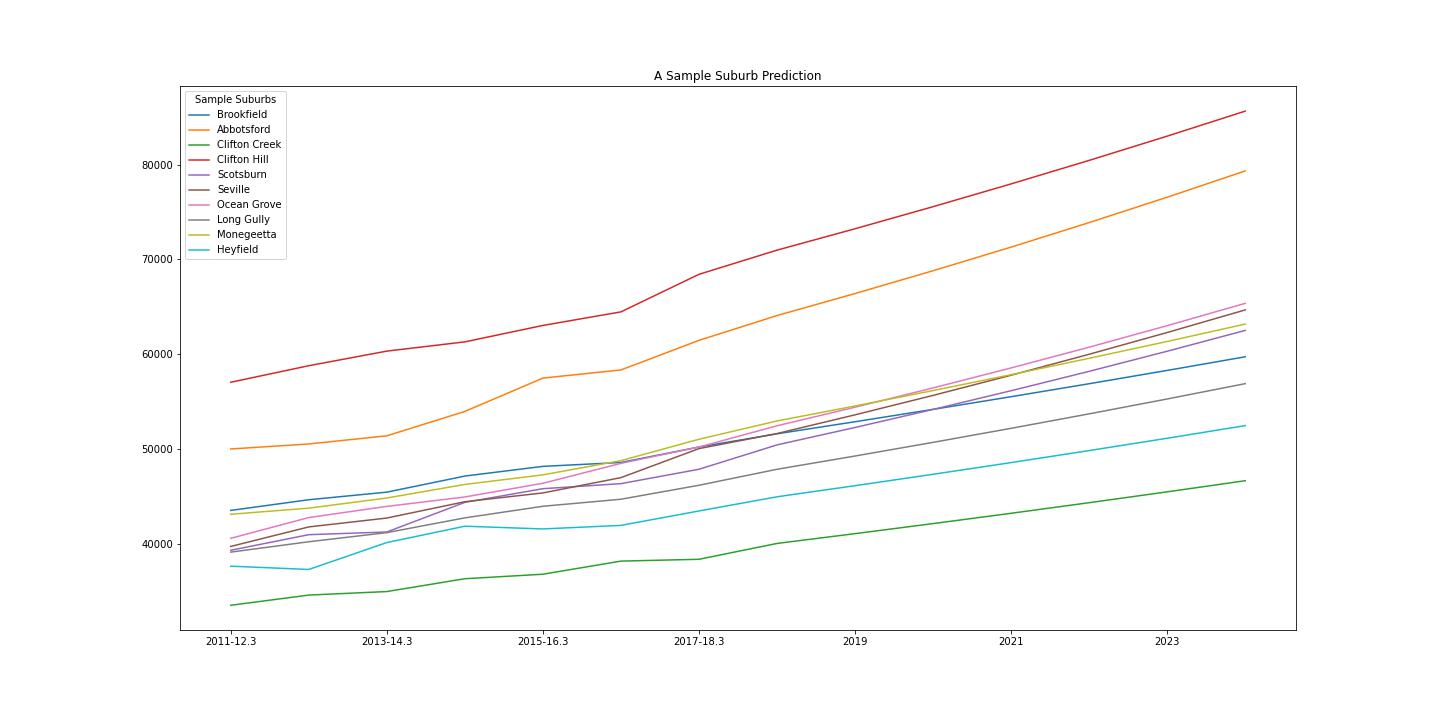 A Sample Suburb Prediction
Sample Suburbs
Brookfield
Abbotsford
Clifton Creek
Clifton Hill
Scotsburn
Seville
Ocean Grove
Long Gully
Monegeetta
Heyfield
80000
70000
60000
50000
40000
2011-12.3 2013-14.3 2015-16.3 2017-18.3 2019 2021 2023